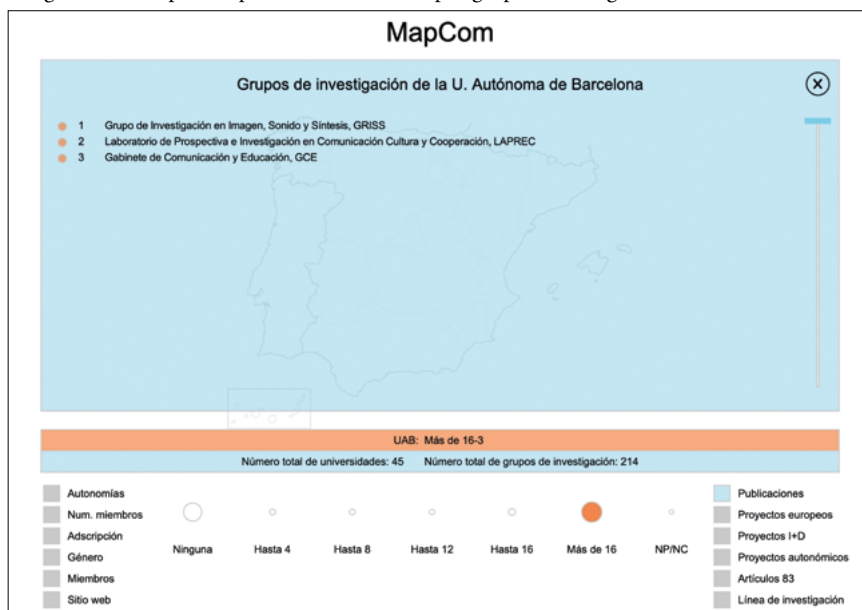 MapCom
Grupos de investigación de la U. Autónoma de Barcelona
X
1 Grupo de Investigación en Imagen, Sonido y Síntesis, GRISS
2 Laboratorio de Prospectiva e Investigación en Comunicación Cultura y Cooperación, LAPREC
3 Gabinete de Comunicación y Educación, GCE
UAB: Más de 16-3
Número total de universidades: 45 Número total de grupos de investigación: 214
Autonomías
Num. miembros
Adscripción
Género
Miembros
Sitio web
Ninguna Hasta 4 Hasta 8 Hasta 12 Hasta 16 Más de 16 NP/NC
Publicaciones
Proyectos europeos
Proyectos I+D
Proyectos autonómicos
Artículos 83
Línea de investigación